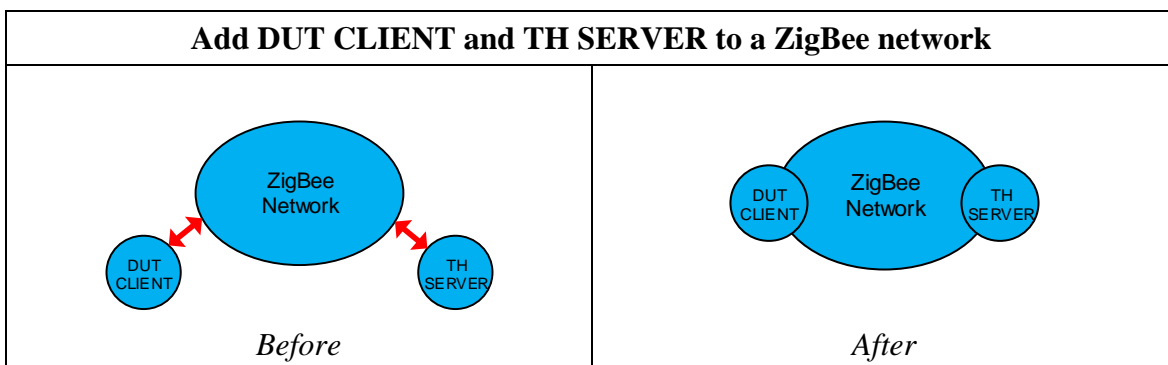 Add DUT CLIENT and TH SERVER to a ZigBee network
ZigBee
Network
DUT
CLIENT
TH
SERVER
Before
DUT
CLIENT
ZigBee
Network
TH
SERVER
After